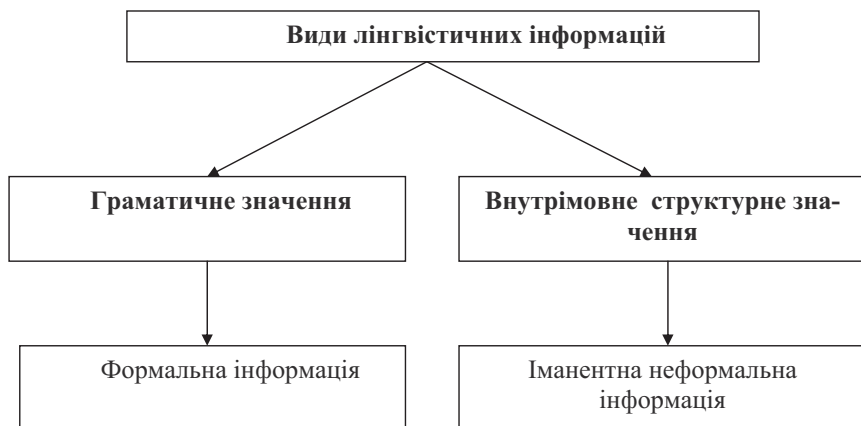 Види лінгвістичних інформацій
Граматичне значення
Внутрімовне структурне зна-
чення
Формальна інформація
Іманентна неформальна
інформація